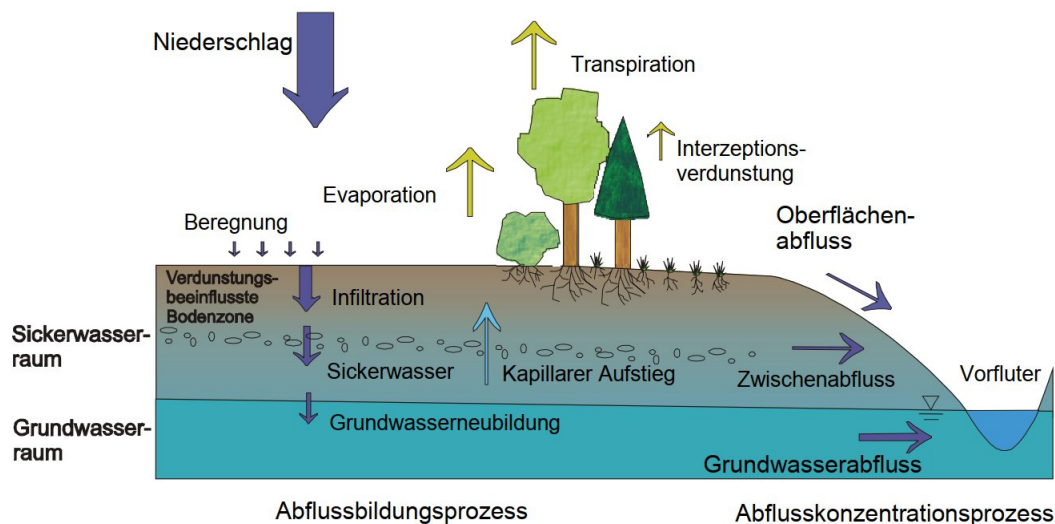 Niederschlag
Transpiration
Interzeptions-
verdunstung
Evaporation
Beregnung
Oberflächen-
abfluss
Verdunstungs-
beeinflusste
Bodenzone
Infiltration
Sickerwasser-
raum
Sickerwasser
Kapillarer Aufstieg
Zwischenabfluss
Vorfluter
Grundwasser-
raum
Grundwasserneubildung
Grundwasserabfluss
Abflussbildungsprozess
Abflusskonzentrationsprozess